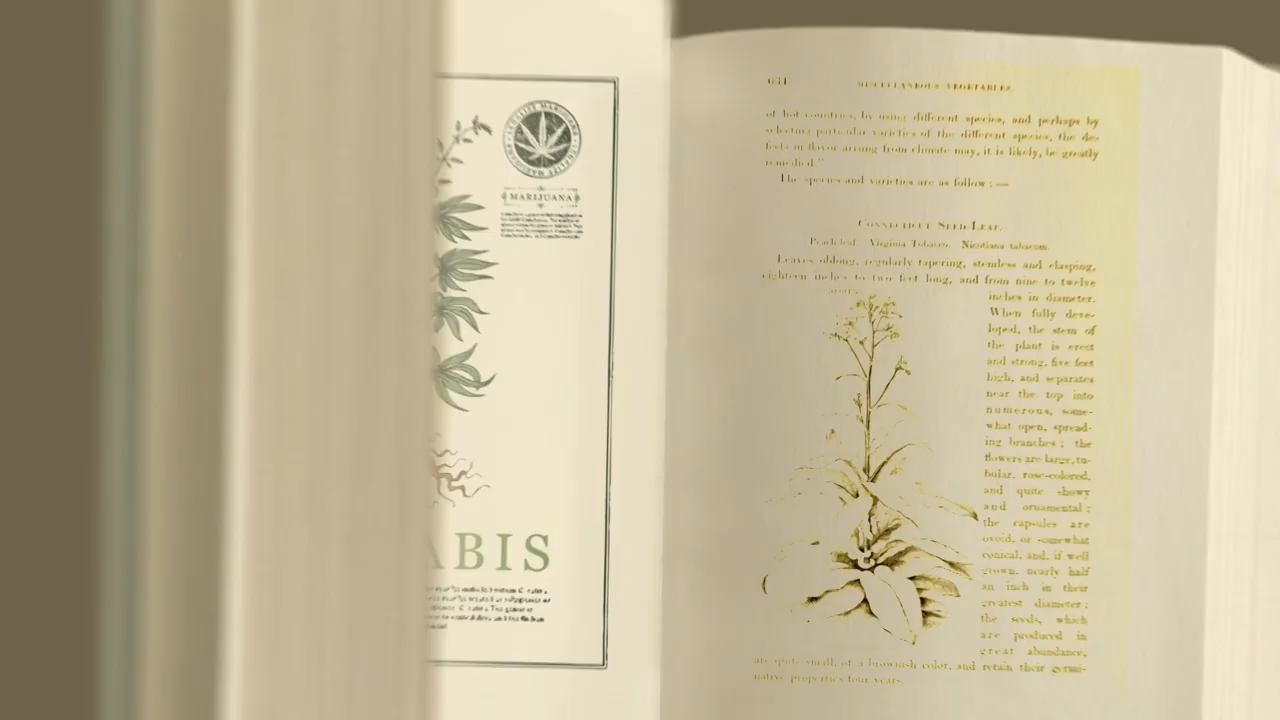 LEGALIZE MARIJUANA
LEGALIZE MARIJUANA
MARIJUANA
ABIS
631
MISCELLANEOUS VEGETABLES.
of hot countries, by using different species, and perhaps by
selecting particular varieties of the different species, the de-
fects in flavor arising from climate may, it is likely, be greatly
remedied."
The species and varieties are as follow : —
CONNECTICUT SEED-LEAF.
Peach-leaf. Virginia Tobacco. Nicotiana tabacum.
Leaves oblong, regularly tapering, stemless and clasping,
eighteen inches to two feet long, and from nine to twelve
inches in diameter.
When fully deve-
loped, the stem of
the plant is erect
and strong, five feet
high, and separates
near the top into
numerous, some-
what open, spread-
ing branches ; the
flowers are large, tu-
bular, rose-colored,
and quite showy
and ornamental ;
the capsules are
ovoid, or somewhat
conical, and, if well
grown, nearly half
an inch in their
greatest diameter ;
the seeds, which
are produced in
great abundance,
are quite small, of a brownish color, and retain their germi-
native properties four years.